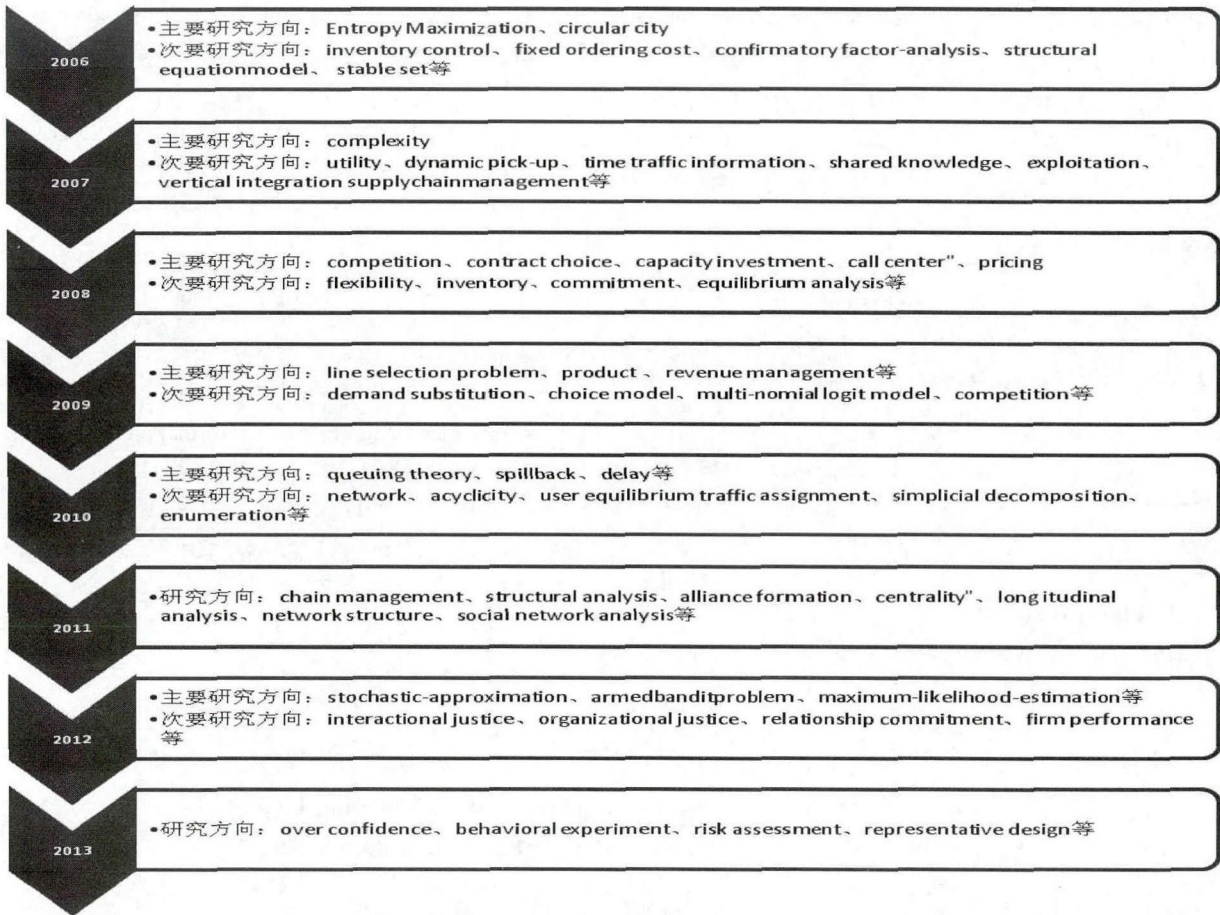 2006
•主要研究方向：Entropy Maximization、circular city
•次要研究方向：inventory control、fixed ordering cost、confirmatory factor-analysis、structural
equationmodel、stable set等
2007
•主要研究方向：complexity
•次要研究方向：utility、dynamic pick-up、time traffic information、shared knowledge、exploitation、
vertical integration supplychainmanagement等
2008
•主要研究方向：competition、contract choice、capacity investment、call center"、pricing
•次要研究方向：flexibility、inventory、commitment、equilibrium analysis等
2009
•主要研究方向：line selection problem、product 、revenue management等
•次要研究方向：demand substitution、choice model、multi-nomial logit model、competition等
2010
•主要研究方向：queuing theory、spillback、delay等
•次要研究方向：network、acyclicity、user equilibrium traffic assignment、simplicial decomposition、
enumeration等
2011
•研究方向：chain management、structural analysis、alliance formation、centrality"、long itudinal
analysis、network structure、social network analysis等
2012
•主要研究方向：stochastic-approximation、armedbanditproblem、maximum-likelihood-estimation等
•次要研究方向：interactional justice、organizational justice、relationship commitment、firm performance
等
2013
•研究方向：over confidence、behavioral experiment、risk assessment、representative design等